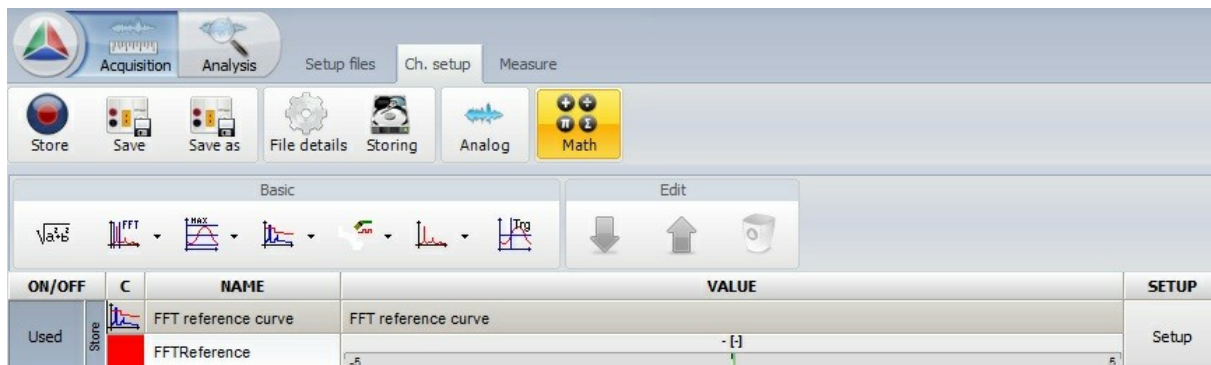 Acquisition Analysis Setup files Ch. setup Measure
Store Save Save as File details Storing Analog Math
Basic Edit
√a²+b² FFT MAX Trg
ON/OFF C NAME VALUE SETUP
Used Store FFT reference curve FFT reference curve Setup
FFTReference - [-]
-5 5